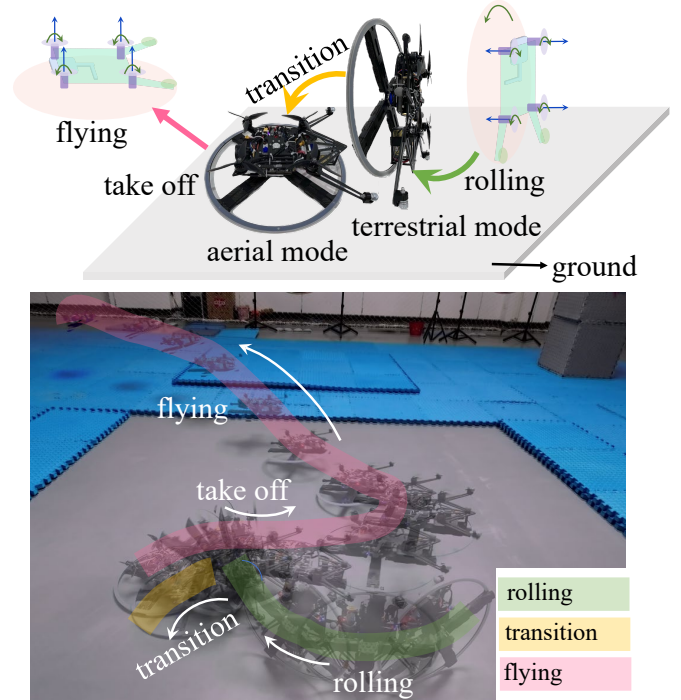 transition
flying
take off
rolling
terrestrial mode
aerial mode
ground
flying
take off
transition
rolling
rolling
transition
flying